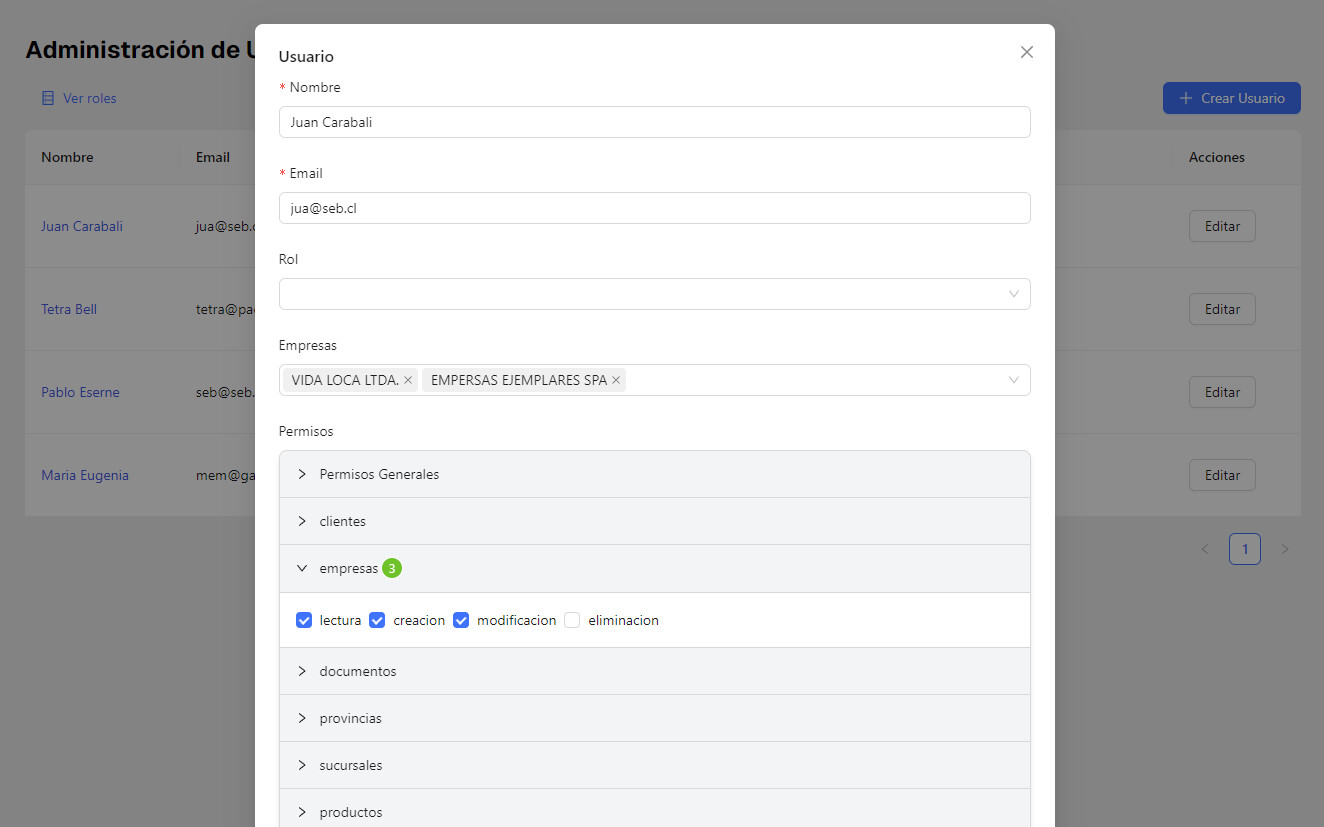 Administración de U
Ver roles
Crear Usuario
Nombre Email Acciones
Juan Carabali jua@seb.c Editar
Tetra Bell tetra@pa Editar
Pablo Eserne seb@seb. Editar
Maria Eugenia mem@ga Editar
1
Usuario
* Nombre
Juan Carabali
* Email
jua@seb.cl
Rol
Empresas
VIDA LOCA LTDA. EMPERSAS EJEMPLARES SPA
Permisos
Permisos Generales
clientes
empresas 3
lectura creacion modificacion eliminacion
documentos
provincias
sucursales
productos